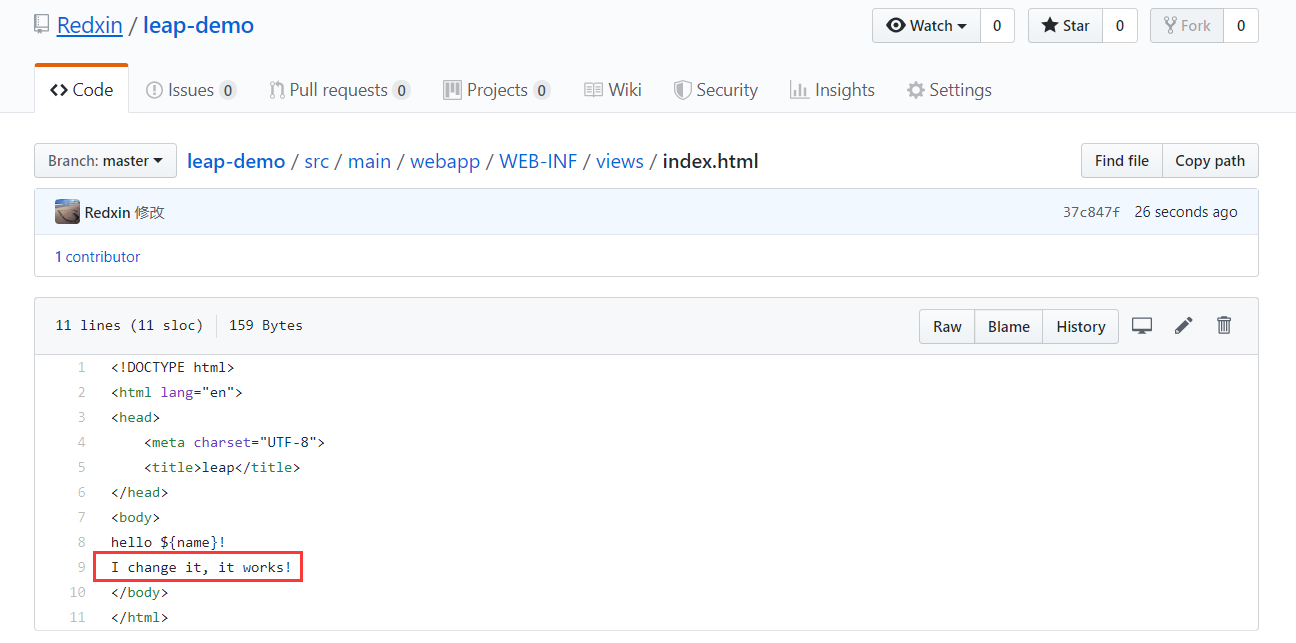 Redxin / leap-demo
Watch 0 Star 0 Fork 0
Code Issues 0 Pull requests 0 Projects 0 Wiki Security Insights Settings
Branch: master leap-demo / src / main / webapp / WEB-INF / views / index.html Find file Copy path
Redxin 修改 37c847f 26 seconds ago
1 contributor
11 lines (11 sloc) 159 Bytes Raw Blame History
1 <!DOCTYPE html>
2 <html lang="en">
3 <head>
4 <meta charset="UTF-8">
5 <title>leap</title>
6 </head>
7 <body>
8 hello ${name}!
9 I change it, it works!
10 </body>
11 </html>